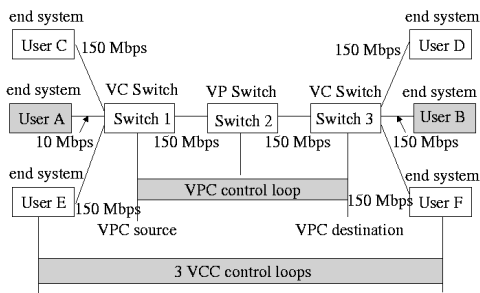 end system
end system
User C
150 Mbps
150 Mbps
User D
end system
VC Switch
VP Switch
VC Switch
end system
User A
Switch 1
Switch 2
Switch 3
User B
10 Mbps
150 Mbps
150 Mbps
150 Mbps
end system
end system
VPC control loop
User E
150 Mbps
150 Mbps
User F
VPC source
VPC destination
3 VCC control loops